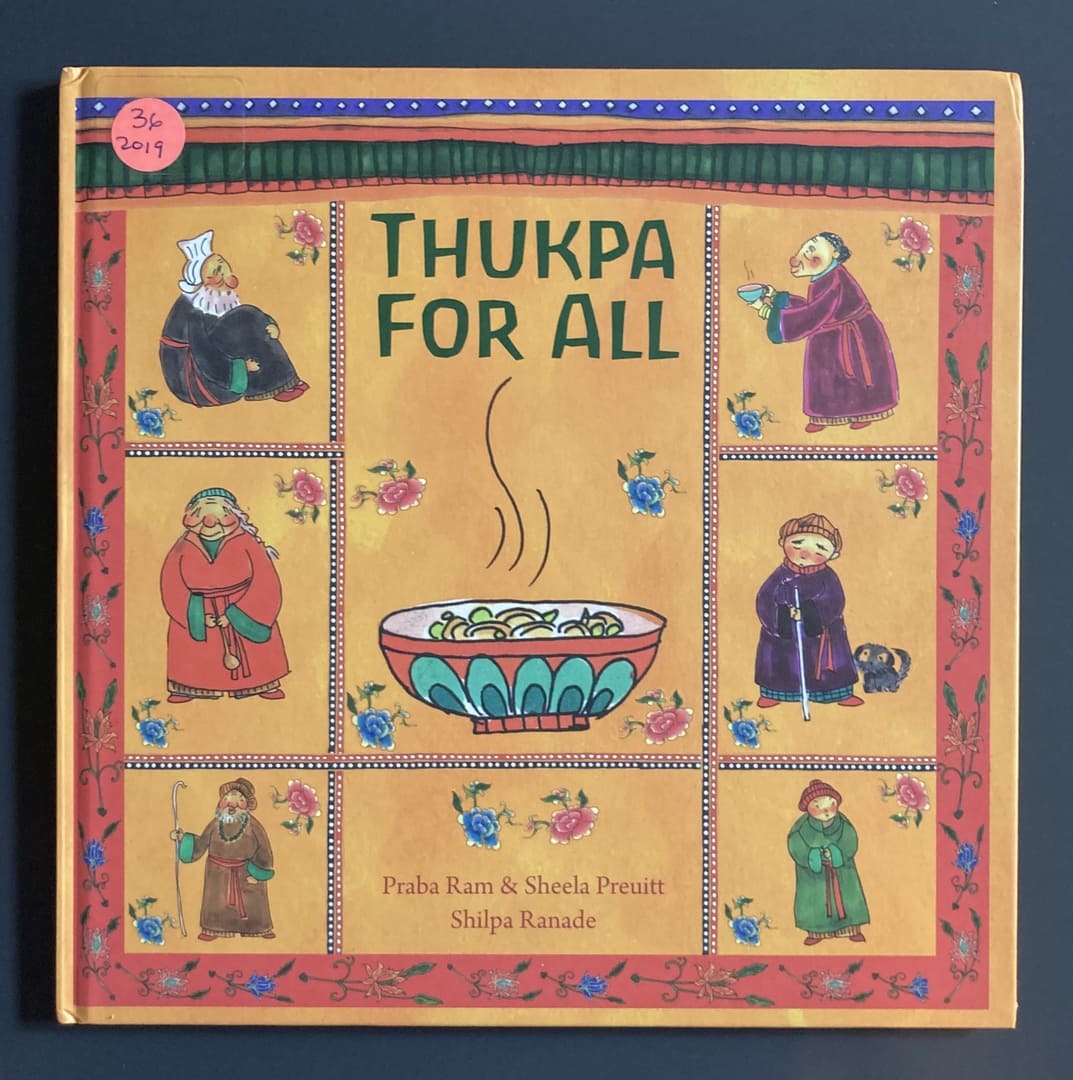 36
2019
THUKPA
FOR ALL
Praba Ram & Sheela Preuitt
Shilpa Ranade